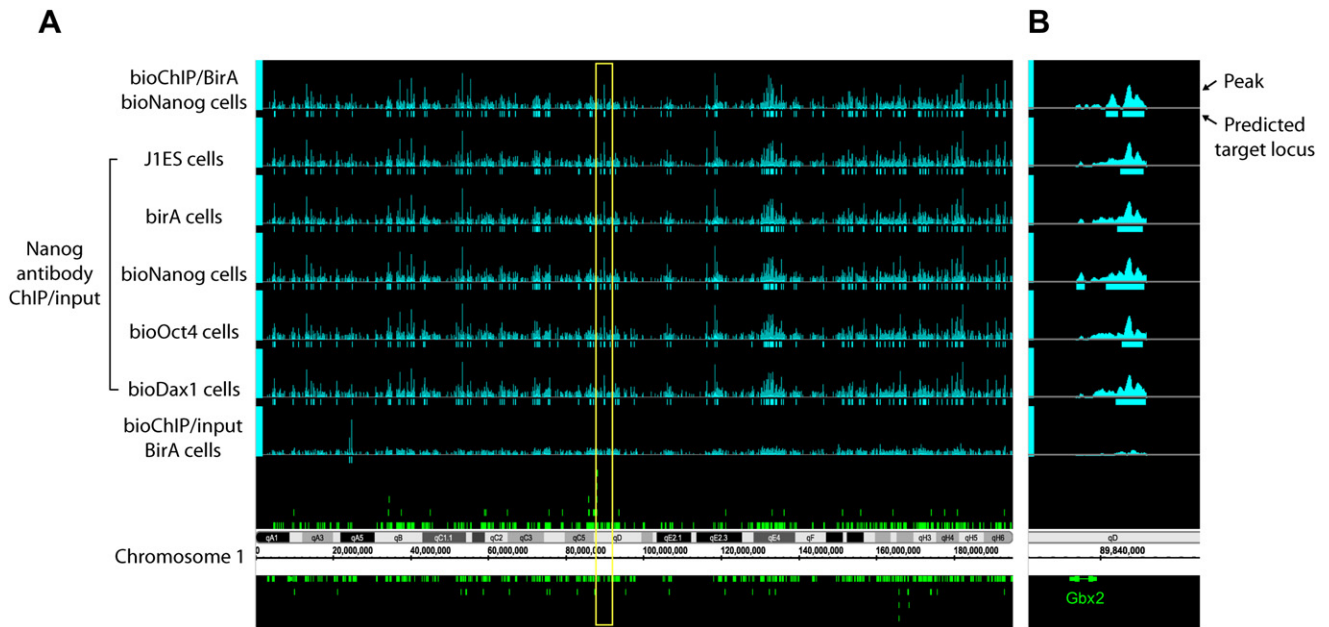 A
B
bioChIP/BirA
bioNanog cells
Peak
Predicted
target locus
J1ES cells
birA cells
Nanog
antibody
ChIP/input
bioNanog cells
bioOct4 cells
bioDax1 cells
bioChIP/input
BirA cells
qA1 qA3 qA5 qB qC1.1 qC2 qC3 qC5 qD qE2.1 qE2.3 qE4 qF qH3 qH4 qH5 qH6
qD
Chromosome 1
0 20,000,000 40,000,000 60,000,000 80,000,000 100,000,000 120,000,000 140,000,000 160,000,000 180,000,000
89,840,000
Gbx2